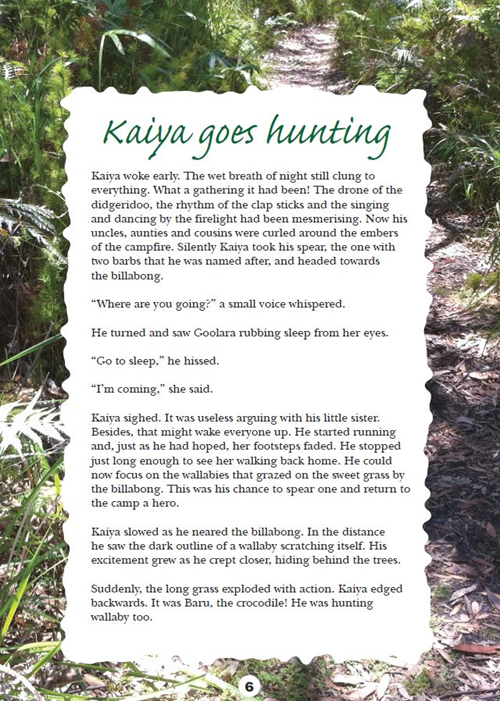 Kaiya goes hunting
Kaiya woke early. The wet breath of night still clung to
everything. What a gathering it had been! The drone of the
didgeridoo, the rhythm of the clap sticks and the singing
and dancing by the firelight had been mesmerising. Now his
uncles, aunties and cousins were curled around the embers
of the campfire. Silently Kaiya took his spear, the one with
two barbs that he was named after, and headed towards
the billabong.
“Where are you going?” a small voice whispered.
He turned and saw Goolara rubbing sleep from her eyes.
“Go to sleep,” he hissed.
“I’m coming,” she said.
Kaiya sighed. It was useless arguing with his little sister.
Besides, that might wake everyone up. He started running
and, just as he had hoped, her footsteps faded. He stopped
just long enough to see her walking back home. He could
now focus on the wallabies that grazed on the sweet grass by
the billabong. This was his chance to spear one and return to
the camp a hero.
Kaiya slowed as he neared the billabong. In the distance
he saw the dark outline of a wallaby scratching itself. His
excitement grew as he crept closer, hiding behind the trees.
Suddenly, the long grass exploded with action. Kaiya edged
backwards. It was Baru, the crocodile! He was hunting
wallaby too.
6